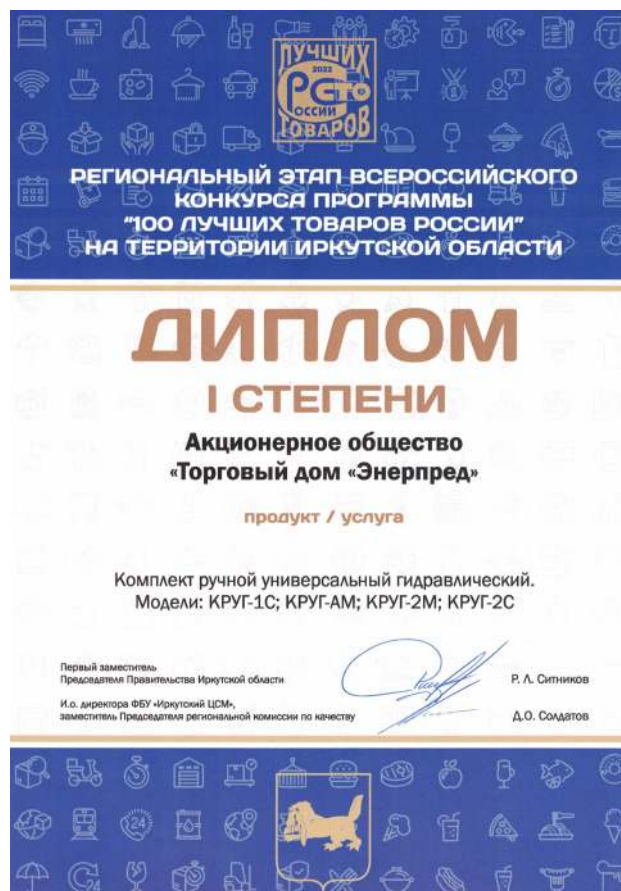 ЛУЧШИХ
2022
РСТО
РОССИИ
ТОВАРОВ
РЕГИОНАЛЬНЫЙ ЭТАП ВСЕРОССИЙСКОГО
КОНКУРСА ПРОГРАММЫ
"100 ЛУЧШИХ ТОВАРОВ РОССИИ"
НА ТЕРРИТОРИИ ИРКУТСКОЙ ОБЛАСТИ
ДИПЛОМ
I СТЕПЕНИ
Акционерное общество
«Торговый дом «Энерпред»
продукт / услуга
Комплект ручной универсальный гидравлический.
Модели: КРУГ-1С; КРУГ-АМ; КРУГ-2М; КРУГ-2С
Первый заместитель
Председателя Правительства Иркутской области
Р. Л. Ситников
И.о. директора ФБУ «Иркутский ЦСМ»,
заместитель Председателя региональной комиссии по качеству
Д.О. Солдатов
24
24